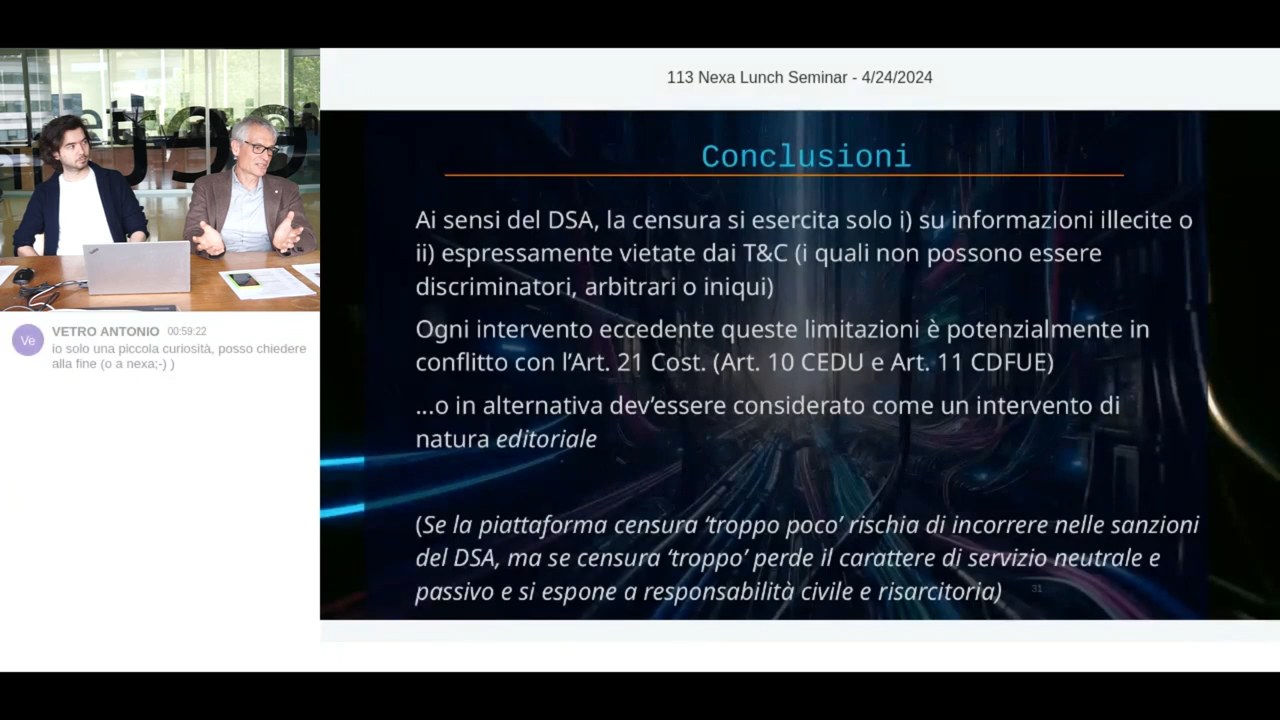 113 Nexa Lunch Seminar - 4/24/2024
Conclusioni
Ai sensi del DSA, la censura si esercita solo i) su informazioni illecite o
ii) espressamente vietate dai T&C (i quali non possono essere
discriminatori, arbitrari o iniqui)
Ogni intervento eccedente queste limitazioni è potenzialmente in
conflitto con l’Art. 21 Cost. (Art. 10 CEDU e Art. 11 CDFUE)
...o in alternativa dev’essere considerato come un intervento di
natura editoriale
(Se la piattaforma censura ‘troppo poco’ rischia di incorrere nelle sanzioni
del DSA, ma se censura ‘troppo’ perde il carattere di servizio neutrale e
passivo e si espone a responsabilità civile e risarcitoria)
31
Ve
VETRO ANTONIO 00:59:22
io solo una piccola curiosità, posso chiedere
alla fine (o a nexa;-) )